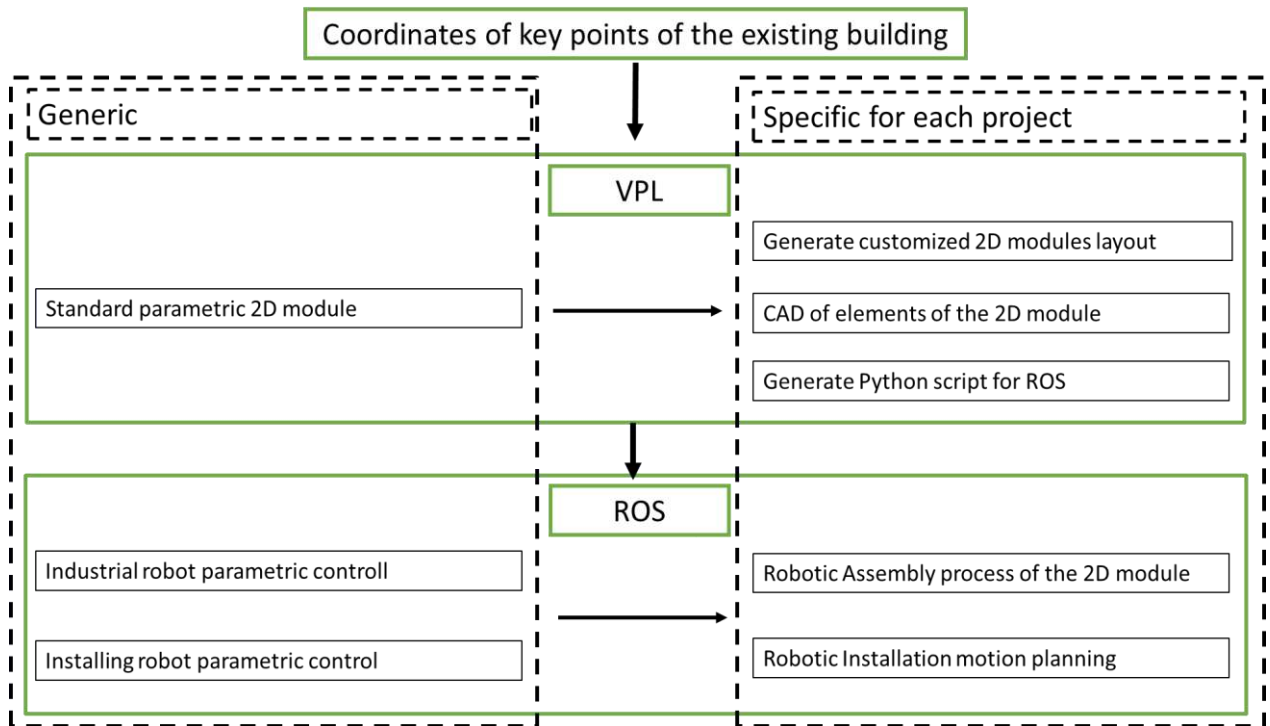 Coordinates of key points of the existing building
Generic
Specific for each project
VPL
Generate customized 2D modules layout
Standard parametric 2D module
CAD of elements of the 2D module
Generate Python script for ROS
ROS
Industrial robot parametric controll
Robotic Assembly process of the 2D module
Installing robot parametric control
Robotic Installation motion planning